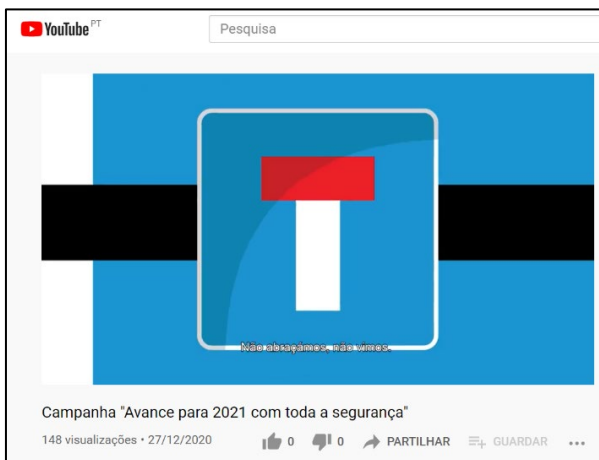 YouTube PT
Pesquisa
Não abraçámos, não vimos.
Campanha "Avance para 2021 com toda a segurança"
148 visualizações • 27/12/2020
0
0
PARTILHAR
GUARDAR